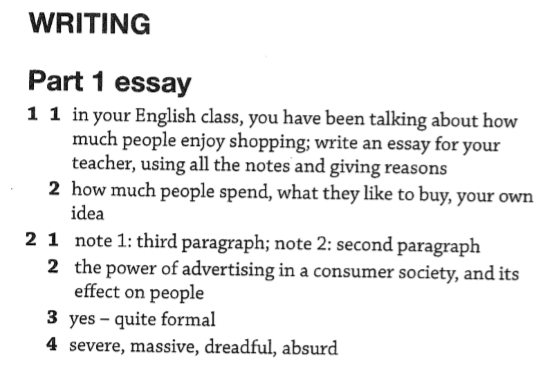 WRITING
Part 1 essay
1 1 in your English class, you have been talking about how
much people enjoy shopping; write an essay for your
teacher, using all the notes and giving reasons
2 how much people spend, what they like to buy, your own
idea
2 1 note 1: third paragraph; note 2: second paragraph
2 the power of advertising in a consumer society, and its
effect on people
3 yes – quite formal
4 severe, massive, dreadful, absurd